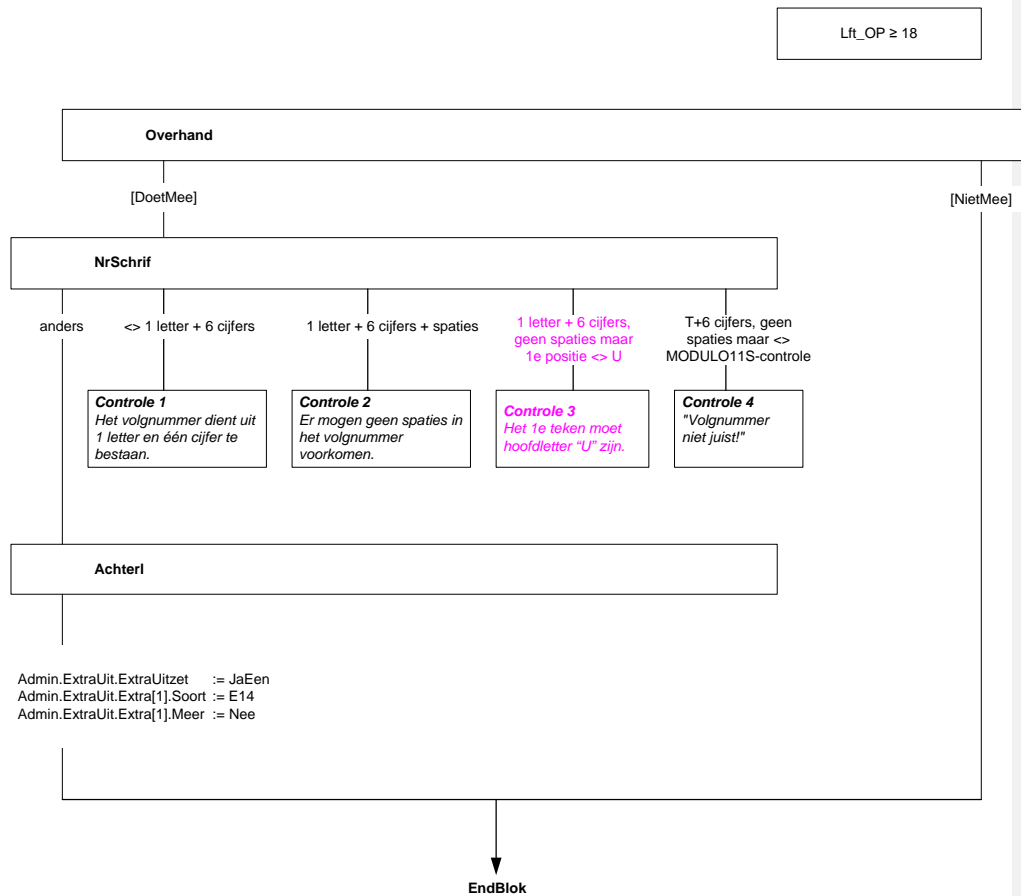 Lft_OP ≥ 18
Overhand
[DoetMee]
[NietMee]
NrSchrif
anders
<> 1 letter + 6 cijfers
1 letter + 6 cijfers + spaties
1 letter + 6 cijfers,
geen spaties maar
1e positie <> U
T+6 cijfers, geen
spaties maar <>
MODULO11S-controle
Controle 1
Het volgnummer dient uit
1 letter en één cijfer te
bestaan.
Controle 2
Er mogen geen spaties in
het volgnummer
voorkomen.
Controle 3
Het 1e teken moet
hoofdletter “U” zijn.
Controle 4
"Volgnummer
niet juist!"
Achterl
Admin.ExtraUit.ExtraUitzet := JaEen
Admin.ExtraUit.Extra[1].Soort := E14
Admin.ExtraUit.Extra[1].Meer := Nee
EndBlok